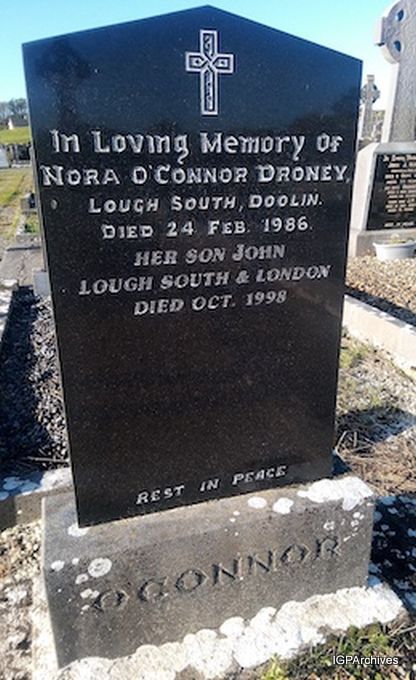 In Loving Memory Of
Nora O'Connor Droney,
Lough South, Doolin.
Died 24 Feb. 1986.
Her Son John
Lough South & London
Died Oct. 1998
Rest in Peace
O'CONNOR
IGPArchives